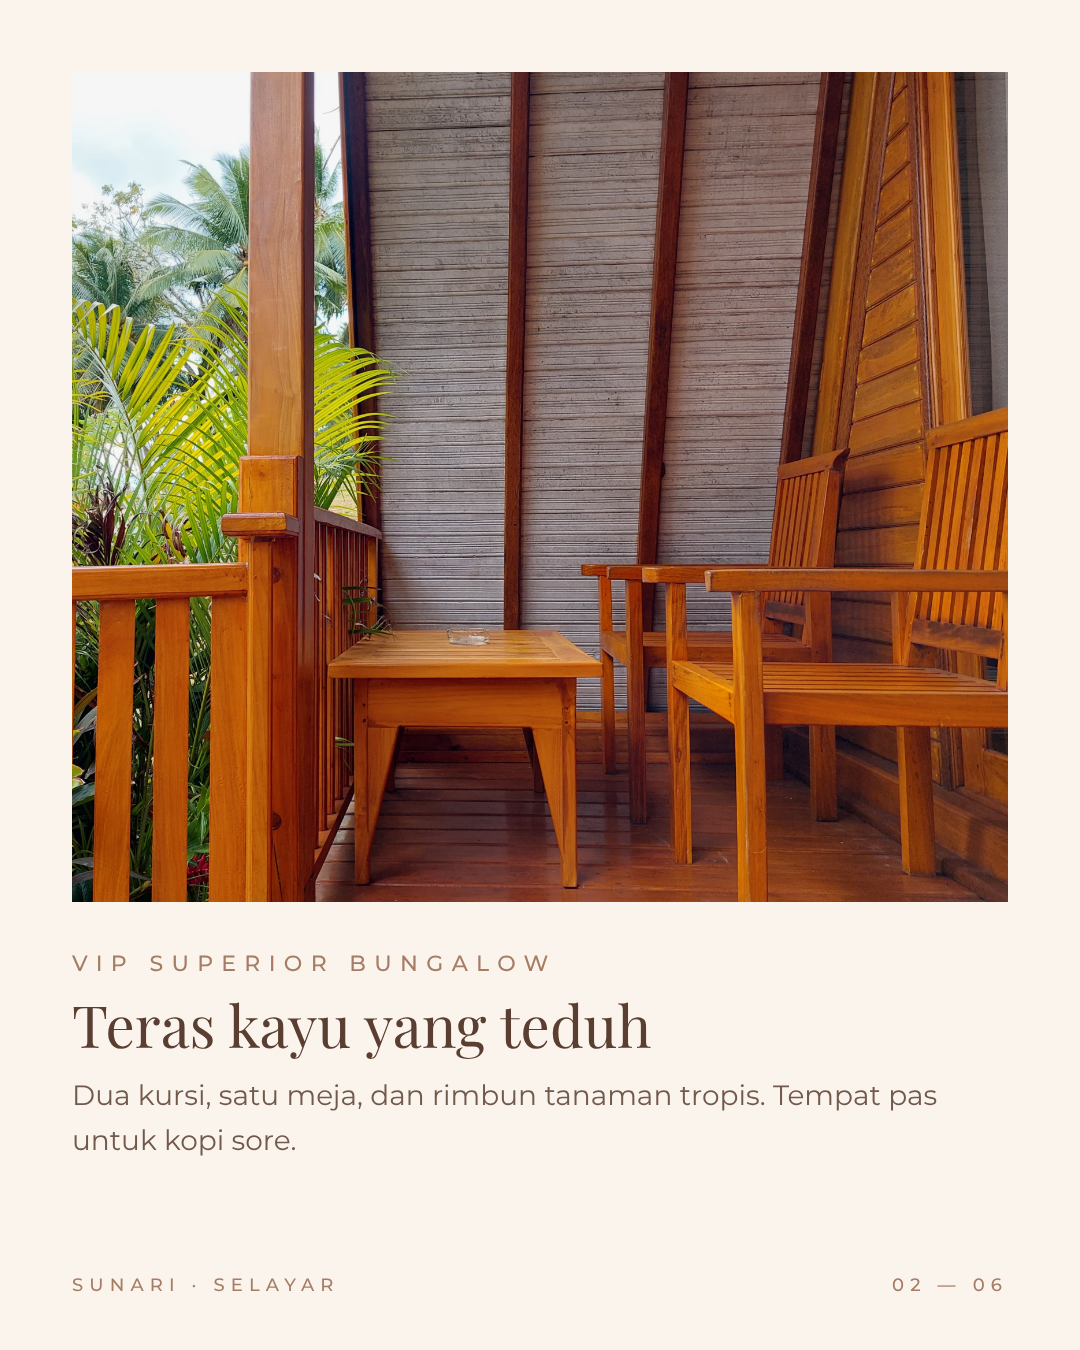 VIP SUPERIOR BUNGALOW
Teras kayu yang teduh
Dua kursi, satu meja, dan rimbun tanaman tropis. Tempat pas
untuk kopi sore.
SUNARI · SELAYAR
02 — 06